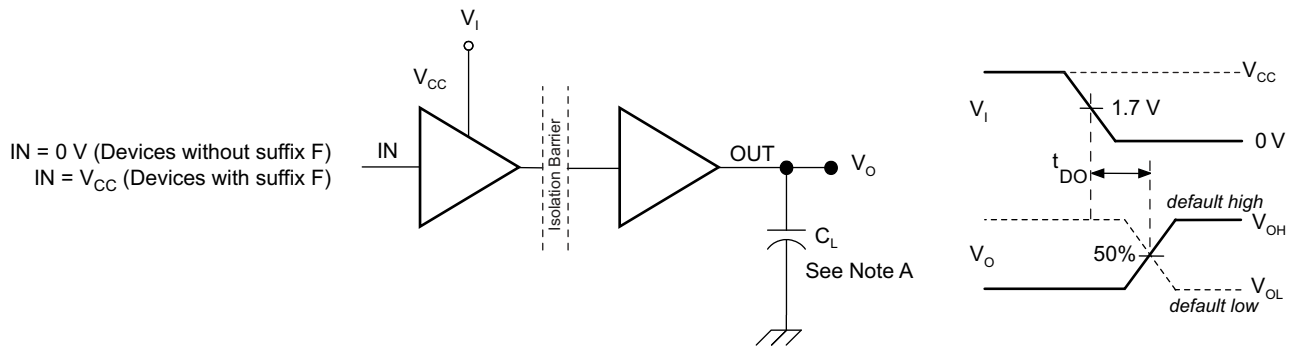 V_I
V_CC
IN = 0 V (Devices without suffix F)
IN = V_CC (Devices with suffix F)
IN
Isolation Barrier
OUT
V_O
C_L
See Note A
V_CC
V_I
1.7 V
0 V
t_DO
default high
V_OH
V_O
50%
V_OL
default low